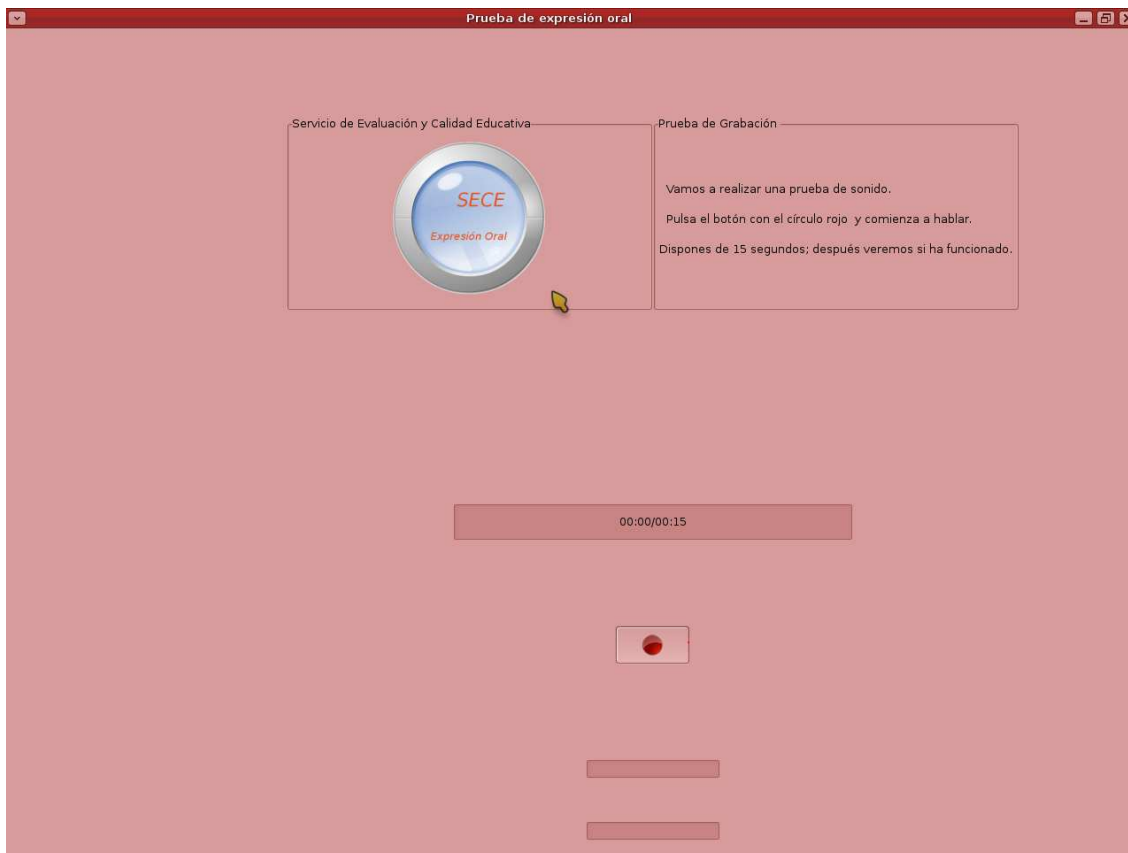 Prueba de expresión oral
Servicio de Evaluación y Calidad Educativa
SECE
Expresión Oral
Prueba de Grabación
Vamos a realizar una prueba de sonido.
Pulsa el botón con el círculo rojo y comienza a hablar.
Dispones de 15 segundos; después veremos si ha funcionado.
00:00/00:15